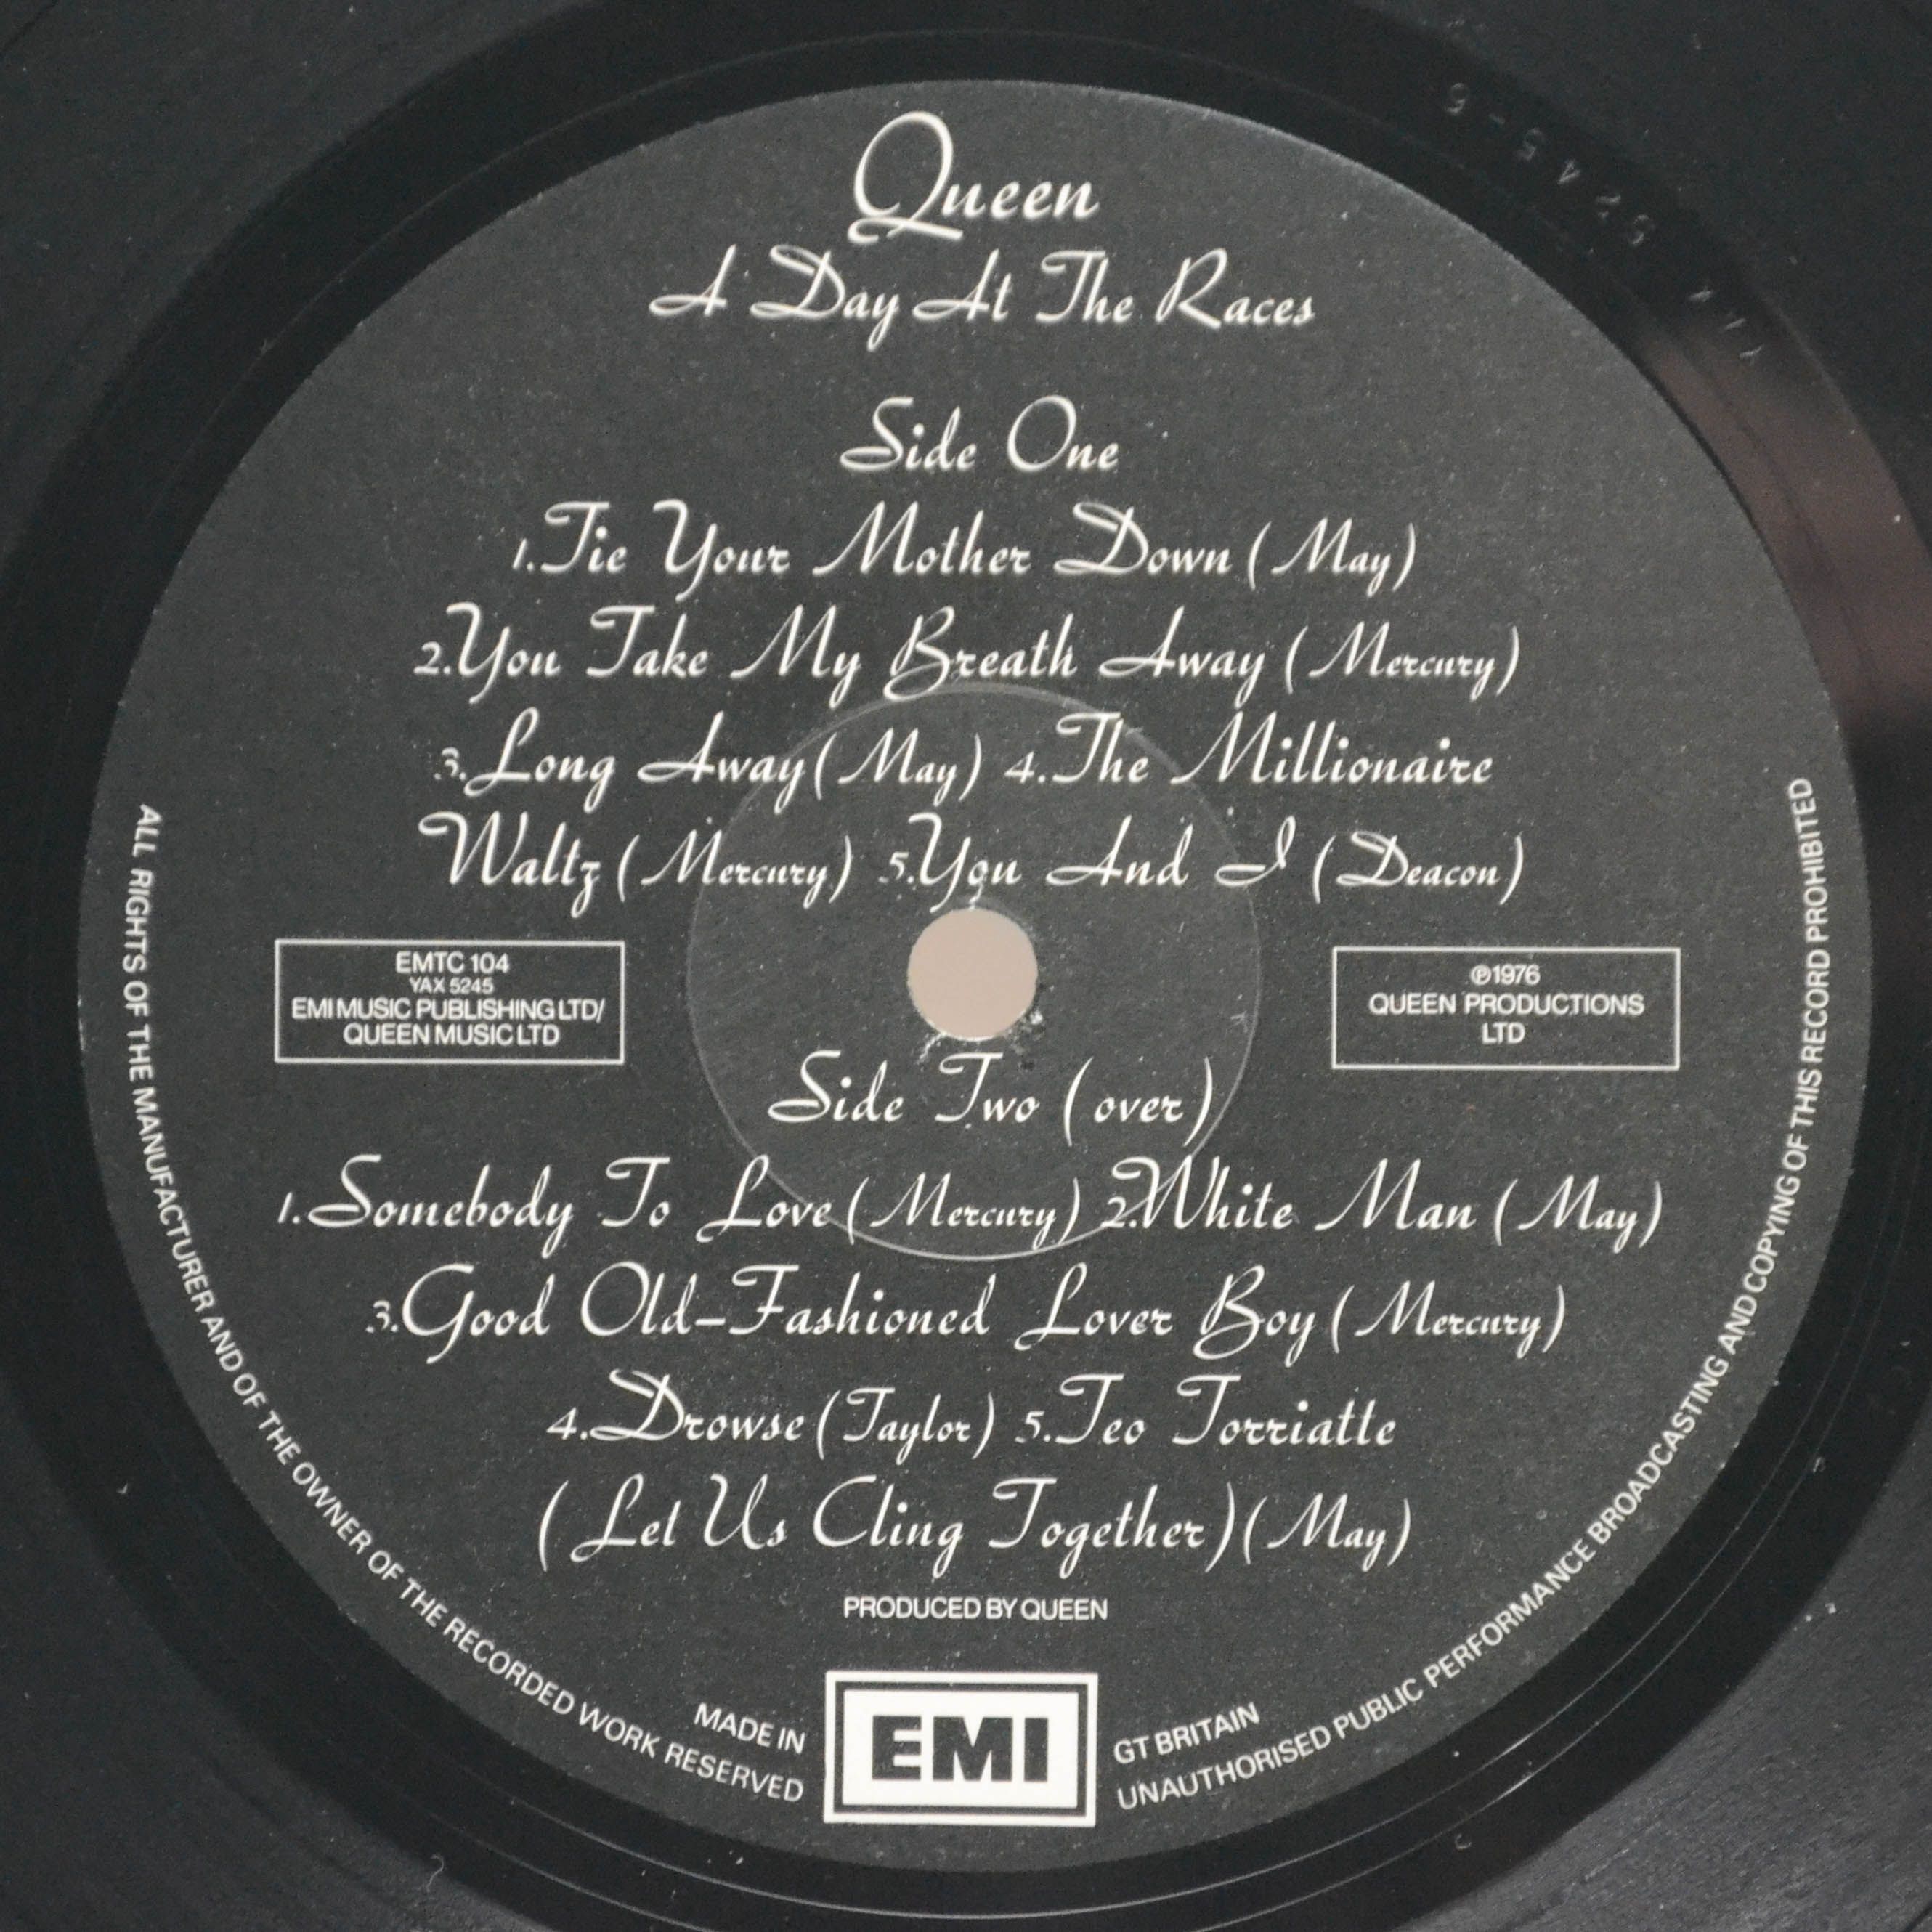 Queen
A Day At The Races
Side One
1.Tie Your Mother Down (May)
2.You Take My Breath Away (Mercury)
3.Long Away (May) 4.The Millionaire
Waltz (Mercury) 5.You And I (Deacon)
EMTC 104
YAX 5245
EMI MUSIC PUBLISHING LTD/
QUEEN MUSIC LTD
℗1976
QUEEN PRODUCTIONS
LTD
Side Two (over)
1.Somebody To Love (Mercury) 2.White Man (May)
3.Good Old-Fashioned Lover Boy (Mercury)
4.Drowse (Taylor) 5.Teo Torriatte
(Let Us Cling Together) (May)
PRODUCED BY QUEEN
MADE IN
GT BRITAIN
EMI
ALL RIGHTS OF THE MANUFACTURER AND OF THE OWNER OF THE RECORDED WORK RESERVED
UNAUTHORISED PUBLIC PERFORMANCE BROADCASTING AND COPYING OF THIS RECORD PROHIBITED